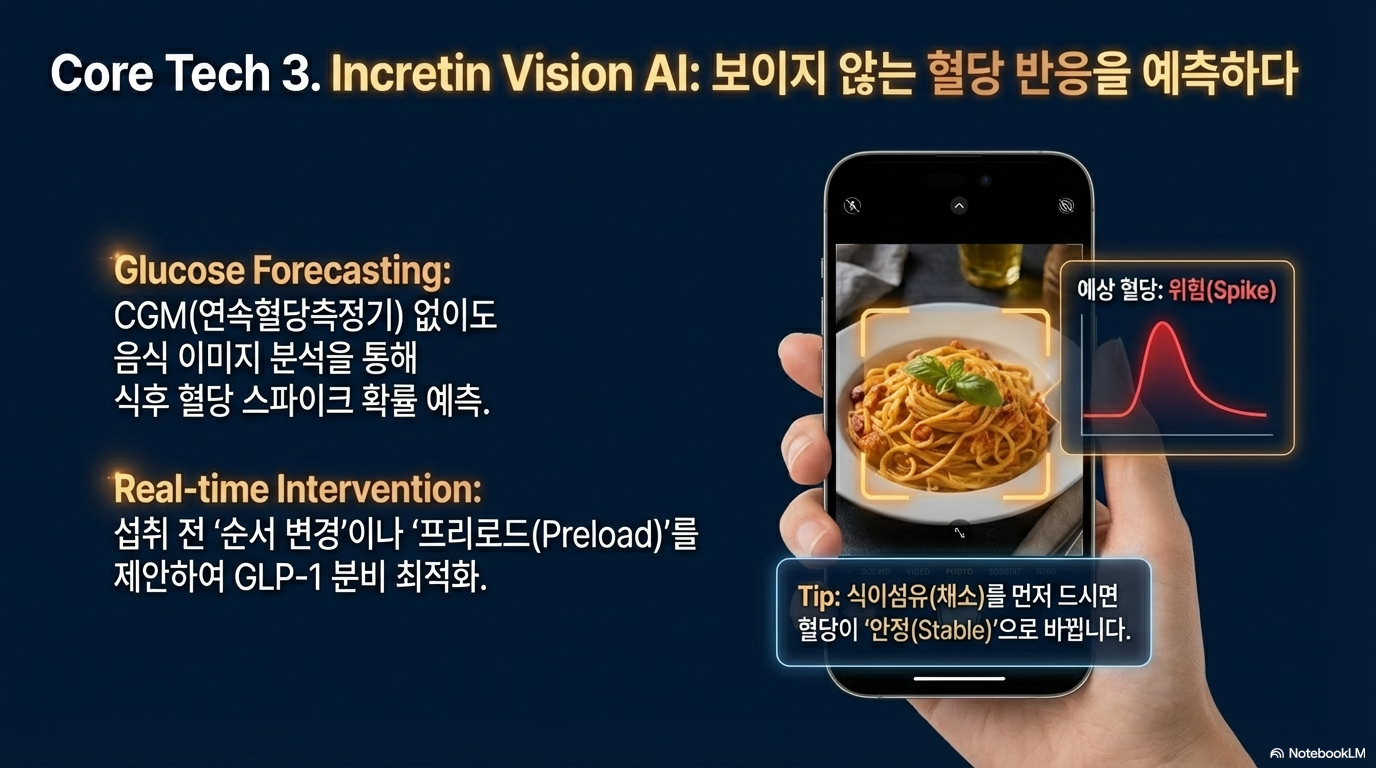 Core Tech 3. Incretin Vision AI: 보이지 않는 혈당 반응을 예측하다
Glucose Forecasting:
CGM(연속혈당측정기) 없이도
음식 이미지 분석을 통해
식후 혈당 스파이크 확률 예측.
Real-time Intervention:
섭취 전 ‘순서 변경’이나 ‘프리로드(Preload)’를
제안하여 GLP-1 분비 최적화.
예상 혈당: 위험(Spike)
VIDEO PHOTO
Tip: 식이섬유(채소)를 먼저 드시면
혈당이 ‘안정(Stable)’으로 바뀝니다.
NotebookLM